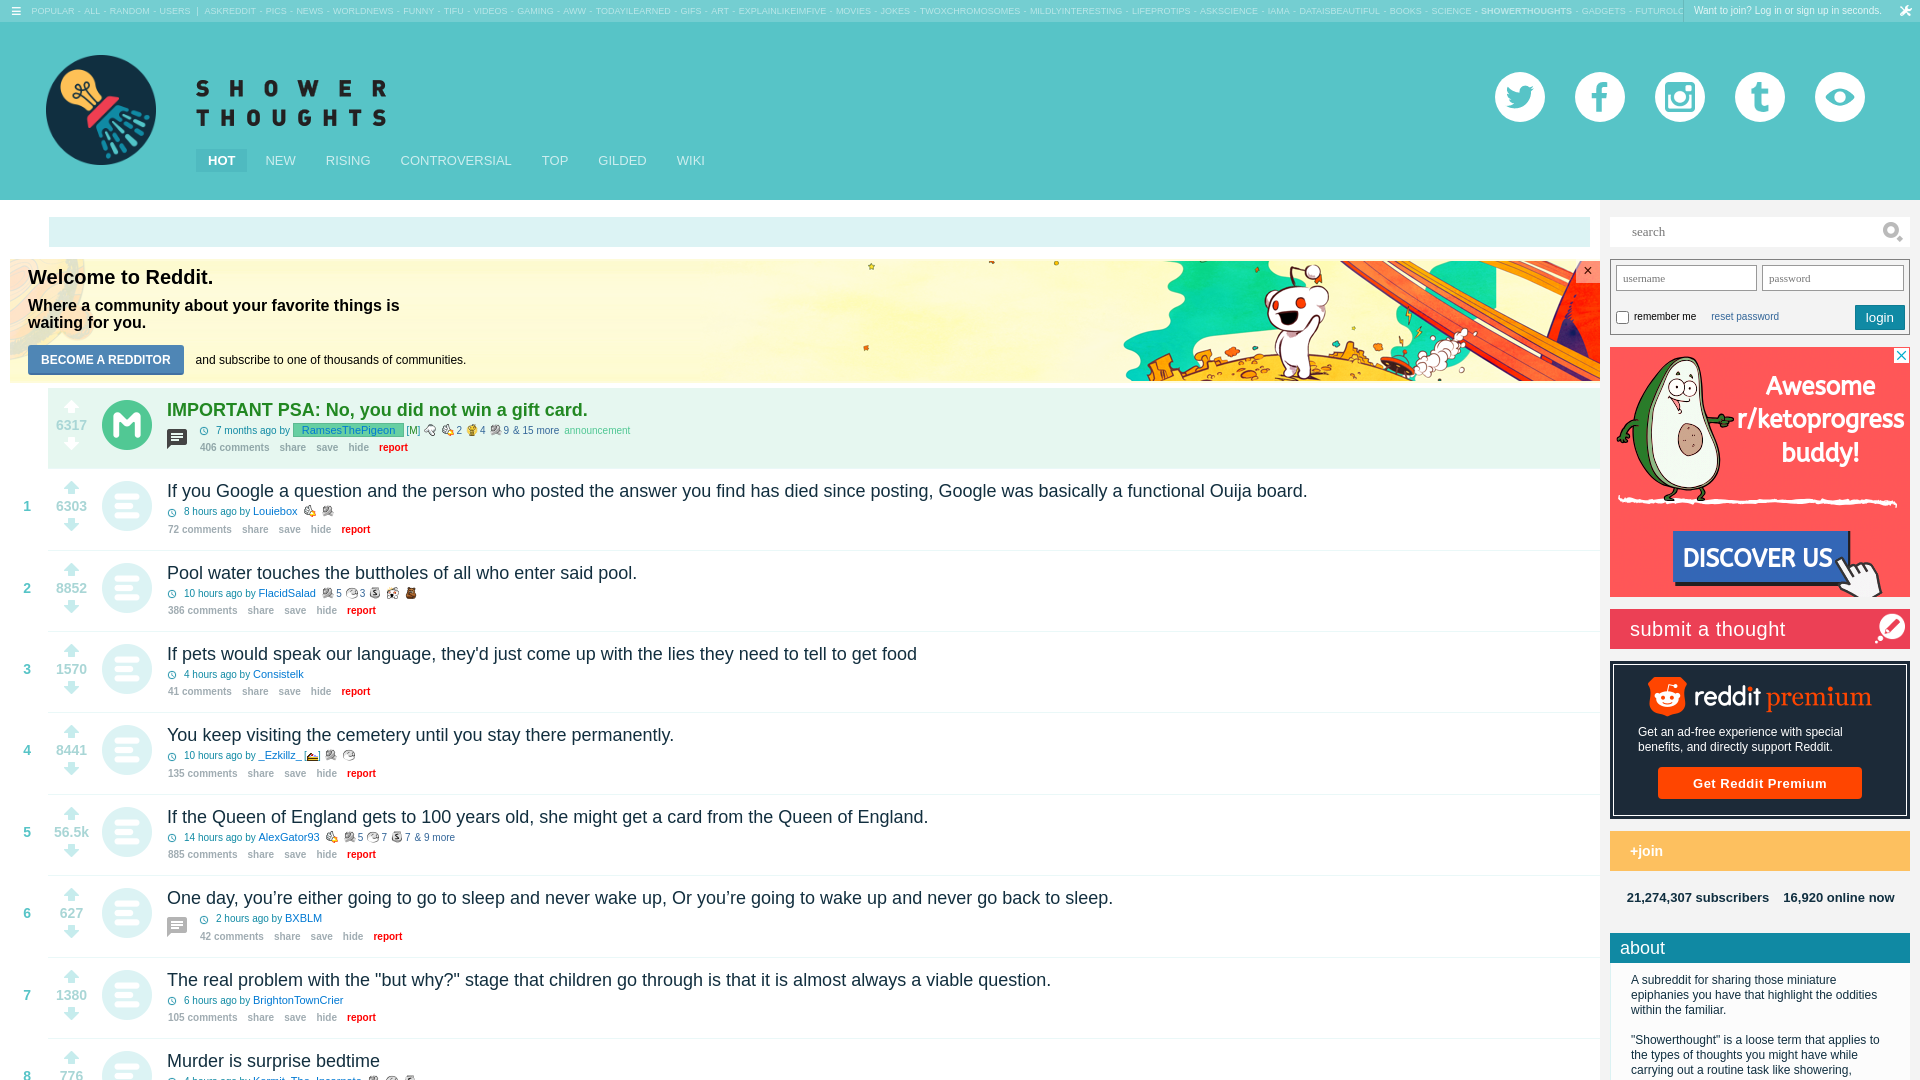 POPULAR - ALL - RANDOM - USERS | ASKREDDIT - PICS - NEWS - WORLDNEWS - FUNNY - TIFU - VIDEOS - GAMING - AWW - TODAYILEARNED - GIFS - ART - EXPLAINLIKEIMFIVE - MOVIES - JOKES - TWOXCHROMOSOMES - MILDLYINTERESTING - LIFEPROTIPS - ASKSCIENCE - IAMA - DATAISBEAUTIFUL - BOOKS - SCIENCE - SHOWERTHOUGHTS - GADGETS - FUTUROLO
Want to join? Log in or sign up in seconds.
SHOWER
THOUGHTS
HOT NEW RISING CONTROVERSIAL TOP GILDED WIKI
search
Welcome to Reddit.
Where a community about your favorite things is
waiting for you.
BECOME A REDDITOR and subscribe to one of thousands of communities.
×
username password
remember me reset password login
6317
IMPORTANT PSA: No, you did not win a gift card.
7 months ago by RamsesThePigeon [M] 2 4 9 & 15 more announcement
406 comments share save hide report
1 6303
If you Google a question and the person who posted the answer you find has died since posting, Google was basically a functional Ouija board.
8 hours ago by Louiebox
72 comments share save hide report
2 8852
Pool water touches the buttholes of all who enter said pool.
10 hours ago by FlacidSalad 5 3
386 comments share save hide report
3 1570
If pets would speak our language, they'd just come up with the lies they need to tell to get food
4 hours ago by Consistelk
41 comments share save hide report
4 8441
You keep visiting the cemetery until you stay there permanently.
10 hours ago by _Ezkillz_ []
135 comments share save hide report
5 56.5k
If the Queen of England gets to 100 years old, she might get a card from the Queen of England.
14 hours ago by AlexGator93 5 7 7 & 9 more
885 comments share save hide report
6 627
One day, you’re either going to go to sleep and never wake up, Or you’re going to wake up and never go back to sleep.
2 hours ago by BXBLM
42 comments share save hide report
7 1380
The real problem with the "but why?" stage that children go through is that it is almost always a viable question.
6 hours ago by BrightonTownCrier
105 comments share save hide report
8 776
Murder is surprise bedtime
4 hours ago by Kermit_The_Incarnate
Awesome
r/ketoprogress
buddy!
DISCOVER US
submit a thought
reddit premium
Get an ad-free experience with special
benefits, and directly support Reddit.
Get Reddit Premium
+join
21,274,307 subscribers 16,920 online now
about
A subreddit for sharing those miniature
epiphanies you have that highlight the oddities
within the familiar.
"Showerthought" is a loose term that applies to
the types of thoughts you might have while
carrying out a routine task like showering,